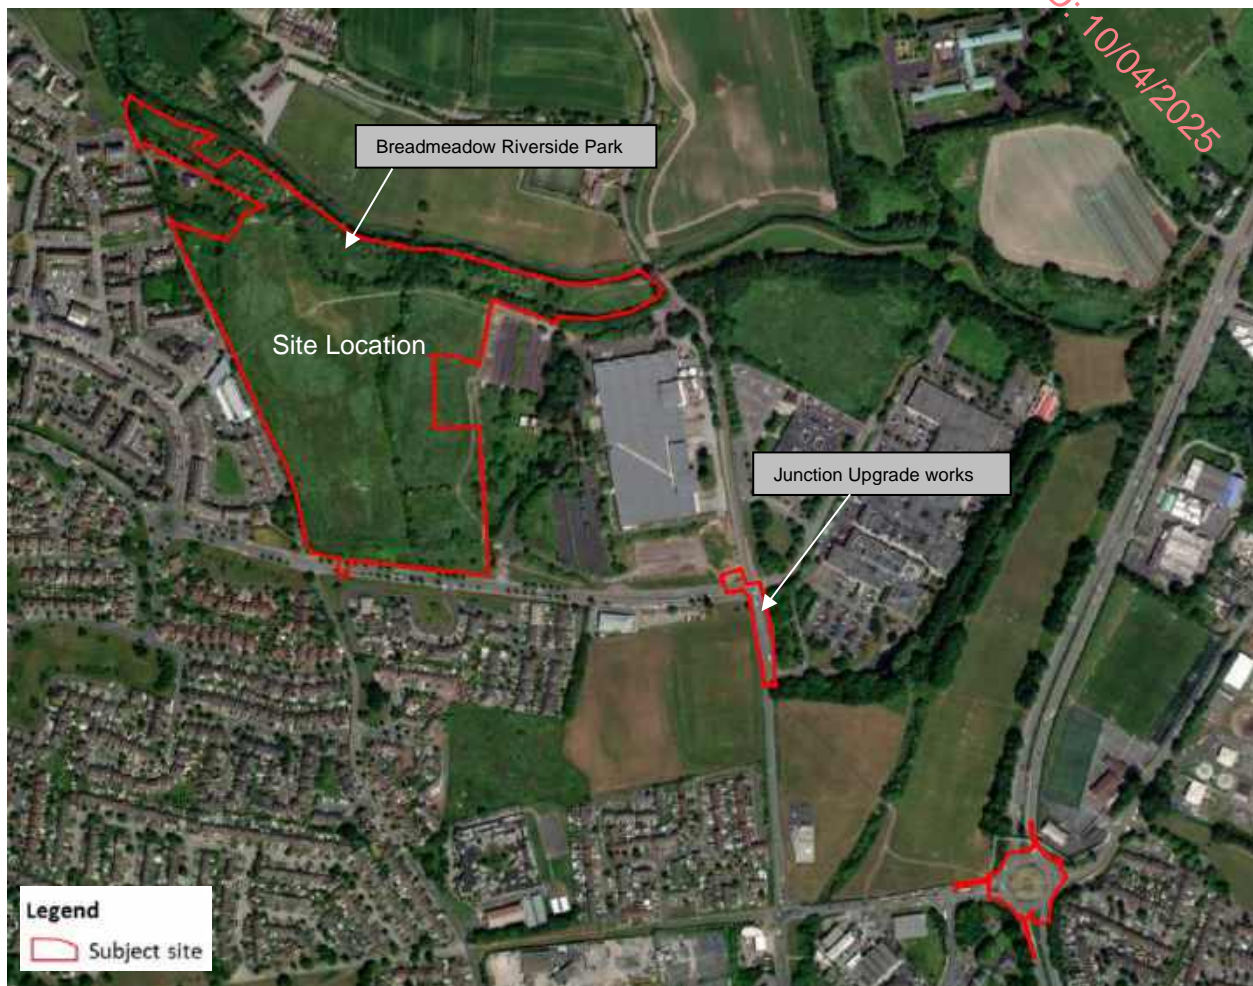 : 10/04/2025
Breadmeadow Riverside Park
Site Location
Junction Upgrade works
Legend
Subject site